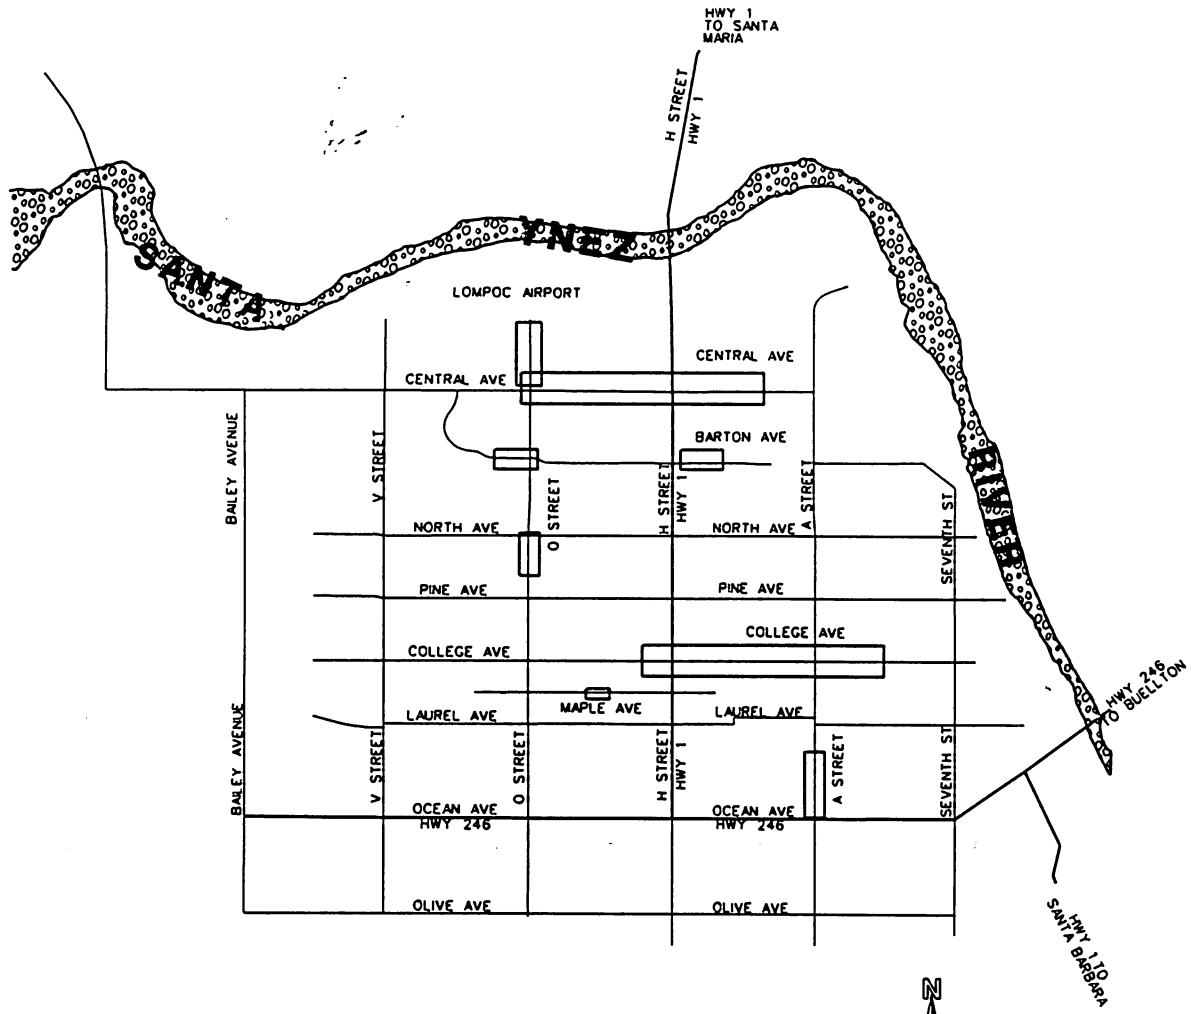 HWY 1
TO SANTA
MARIA
H STREET
HWY 1
SANTA
YNEZ
LOMPOC AIRPORT
CENTRAL AVE
CENTRAL AVE
BAILEY AVENUE
V STREET
BARTON AVE
O STREET
H STREET
HWY 1
A STREET
RIVER
NORTH AVE
NORTH AVE
SEVENTH ST
PINE AVE
PINE AVE
COLLEGE AVE
COLLEGE AVE
MAPLE AVE
LAUREL AVE
LAUREL AVE
HWY 246
TO BUELLTON
BAILEY AVENUE
V STREET
O STREET
H STREET
HWY 1
A STREET
SEVENTH ST
OCEAN AVE
HWY 246
OCEAN AVE
HWY 246
OLIVE AVE
OLIVE AVE
HWY 1 TO
SANTA BARBARA
N